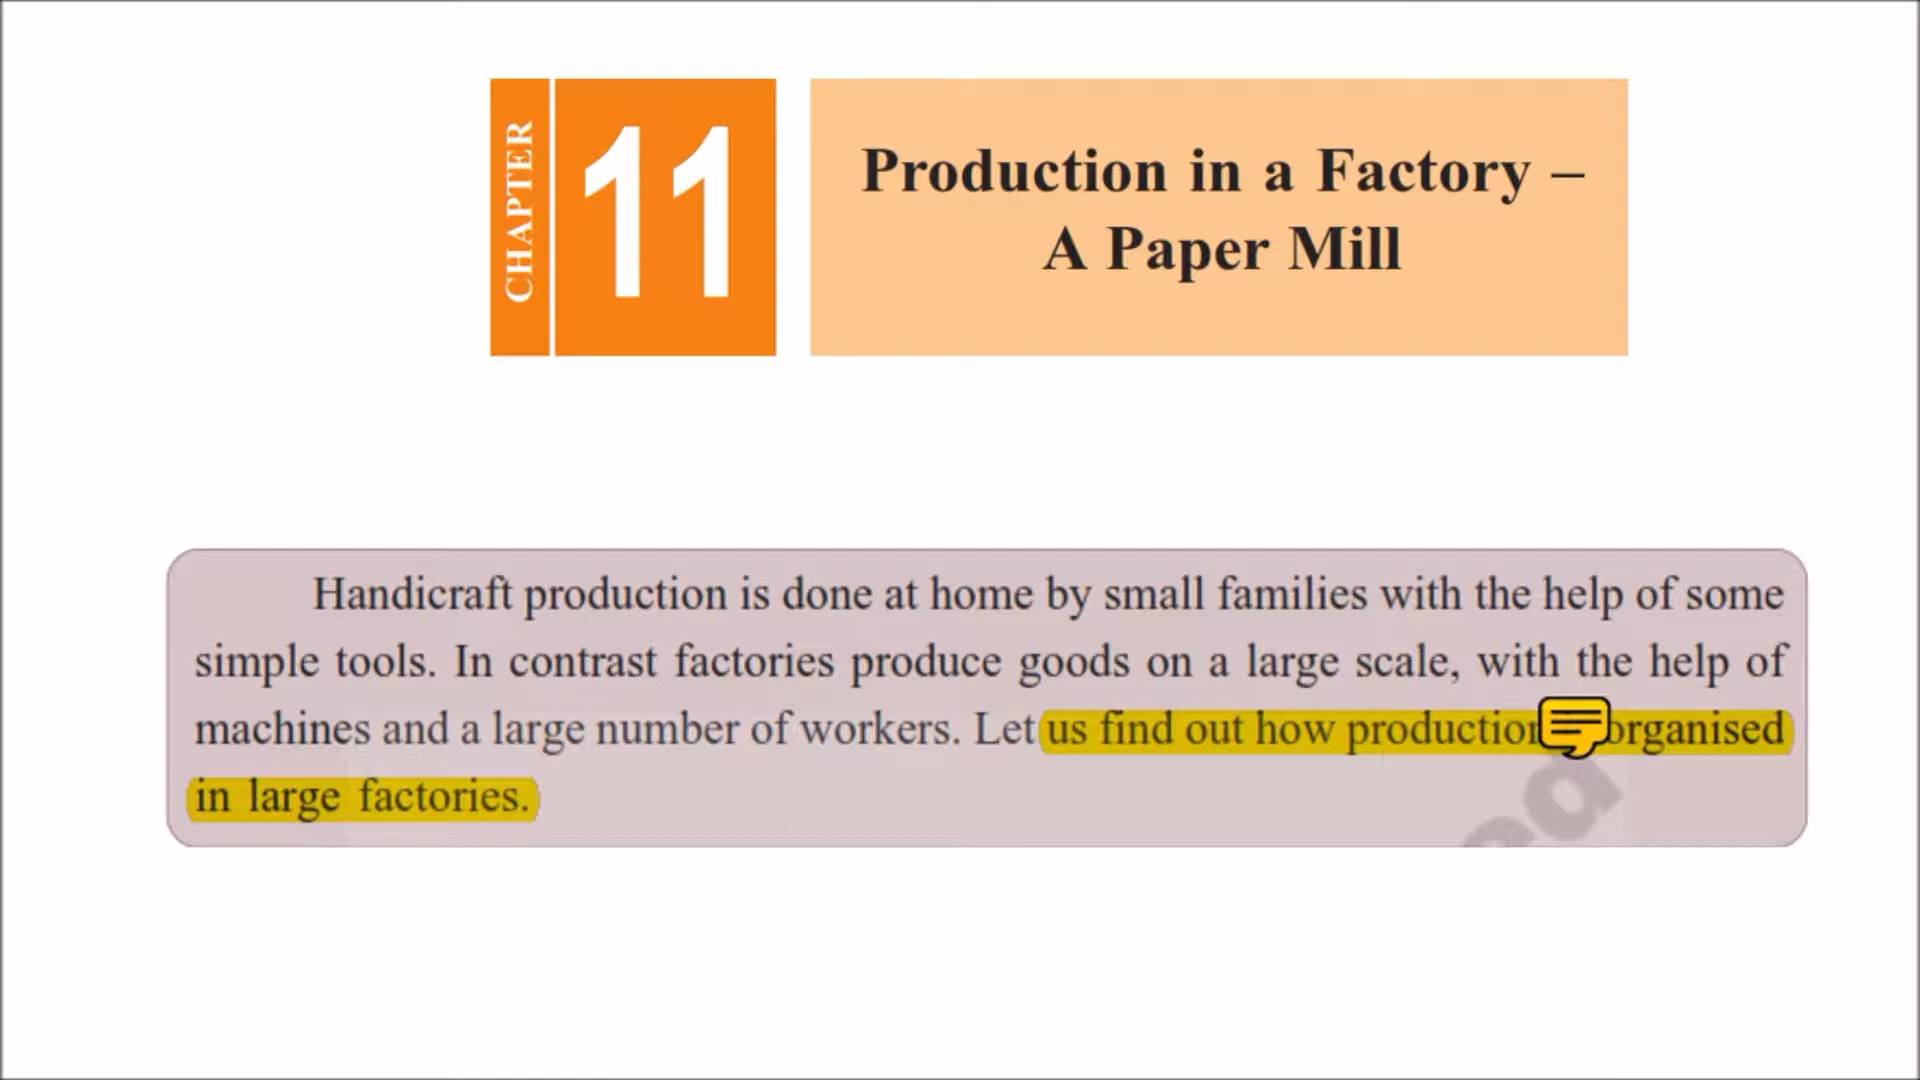 CHAPTER
11
Production in a Factory –
A Paper Mill
Handicraft production is done at home by small families with the help of some
simple tools. In contrast factories produce goods on a large scale, with the help of
machines and a large number of workers. Let us find out how production organised
in large factories.